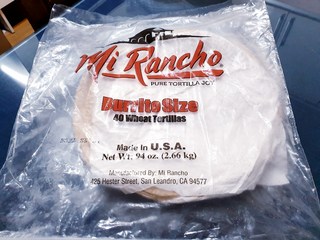 Mi Rancho
PURE TORTILLA JOY
Burrito Size
40 Wheat Tortillas
Made in U.S.A.
Net Wt. 94 oz. (2.66 kg)
Manufactured By: Mi Rancho
425 Hester Street, San Leandro, CA 94577